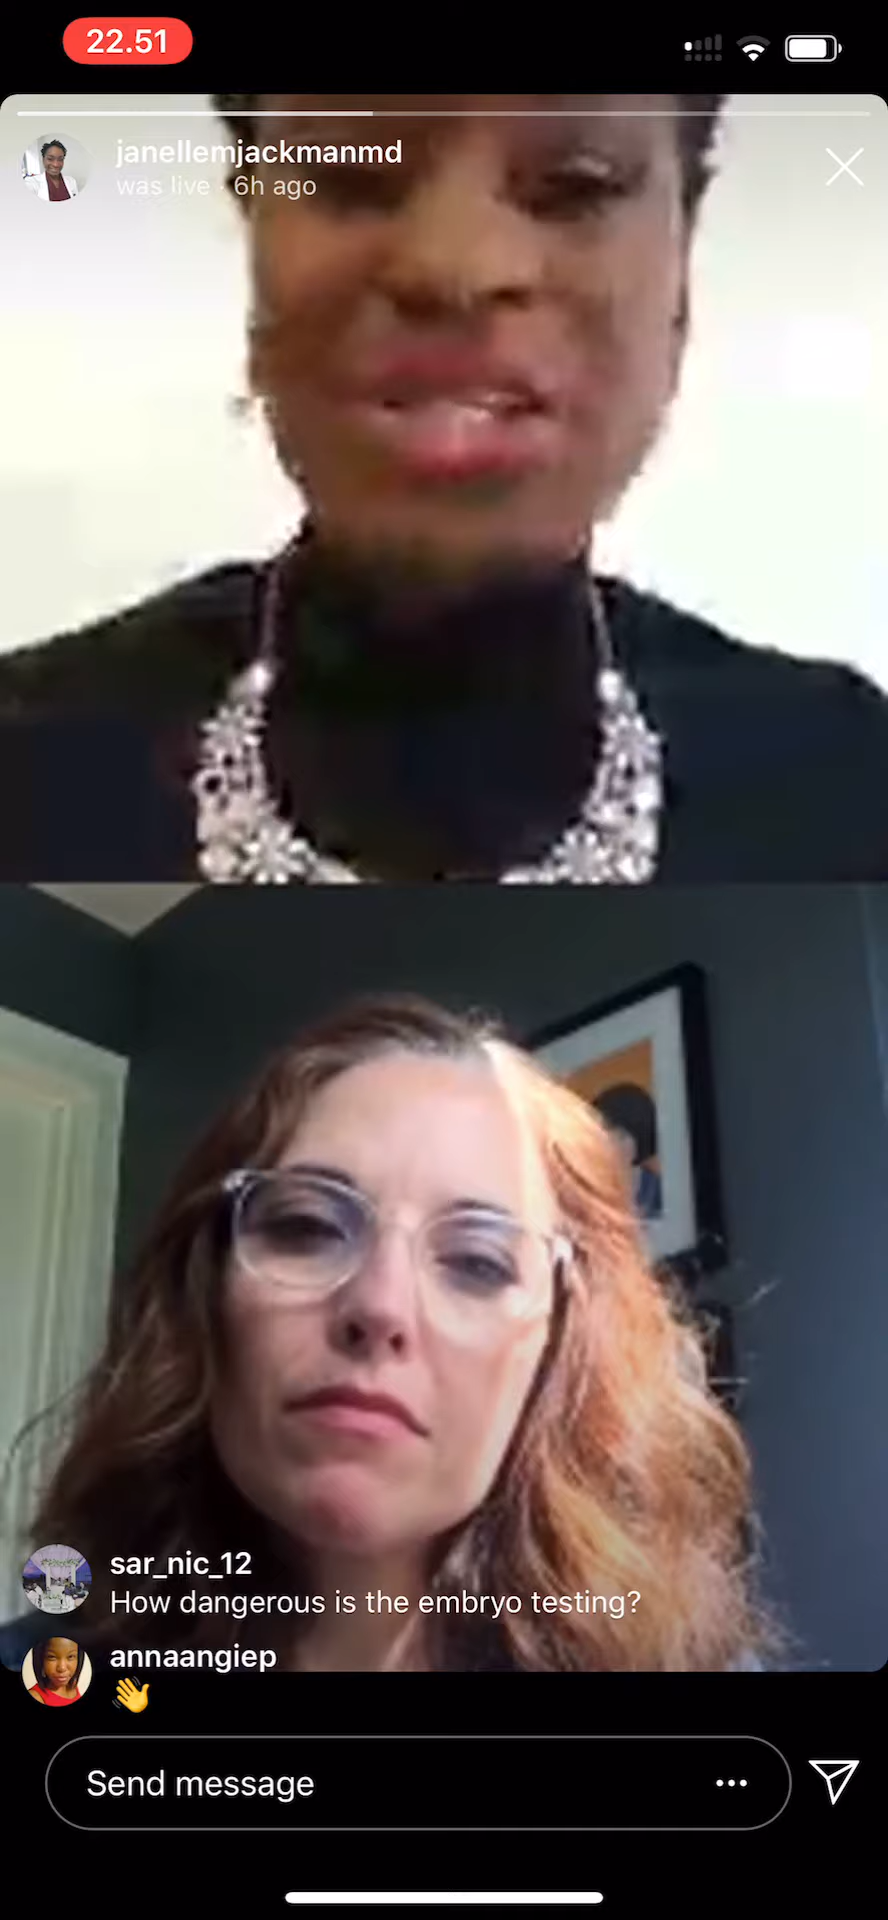 22.51
janellemjackmanmd
was live · 6h ago
sar_nic_12
How dangerous is the embryo testing?
annaangiep
👋
Send message